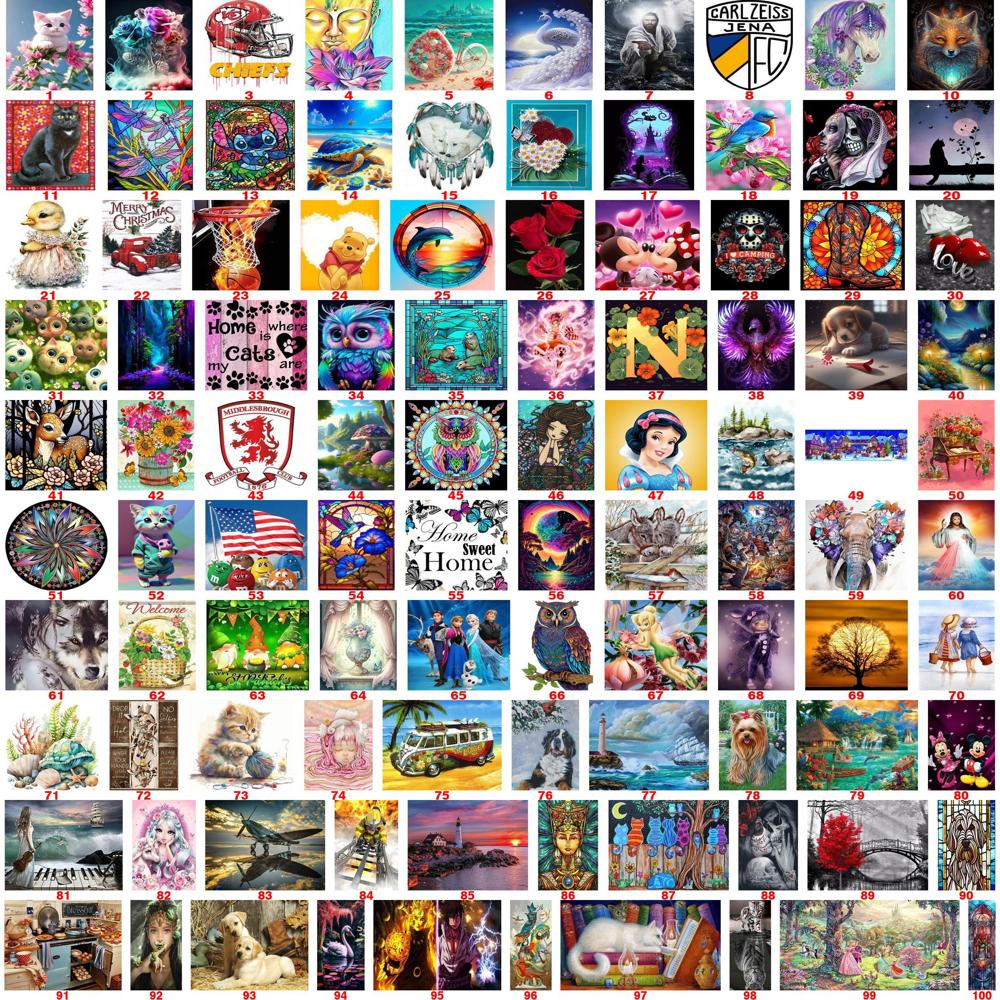 CHIEFS
CARL ZEISS
JENA
FC
1 2 3 4 5 6 7 8 9 10
11 12 13 14 15 16 17 18 19 20
MERRY
CHRISTMAS
I ♥ CAMPING
love
21 22 23 24 25 26 27 28 29 30
Home where
is
Cats
my are
N
31 32 33 34 35 36 37 38 39 40
MIDDLESBROUGH
FOOTBALL CLUB
1876
41 42 43 44 45 46 47 48 49 50
Home
Sweet
Home
51 52 53 54 55 56 57 58 59 60
Welcome
61 62 63 64 65 66 67 68 69 70
71 72 73 74 75 76 77 78 79 80
81 82 83 84 85 86 87 88 89 90
91 92 93 94 95 96 97 98 99 100